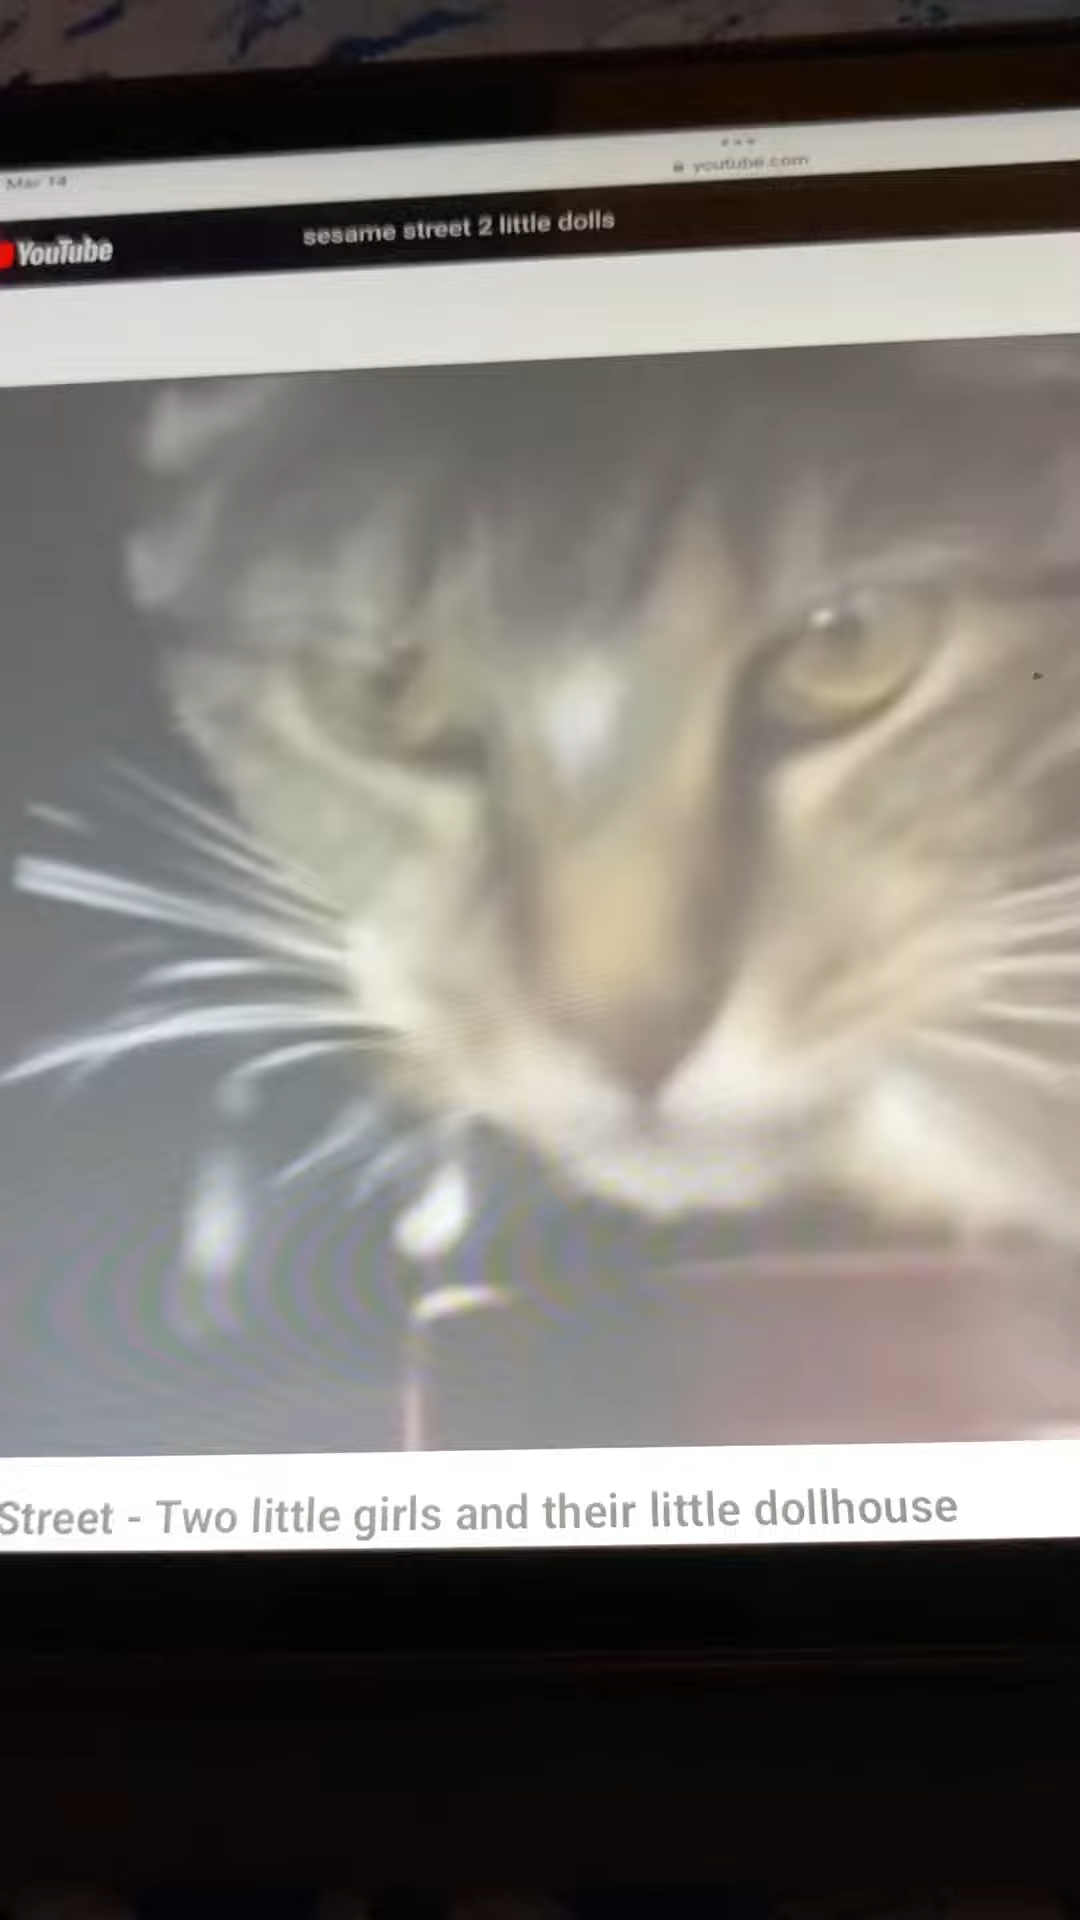 Mar 14
youtube.com
YouTube
sesame street 2 little dolls
Street - Two little girls and their little dollhouse